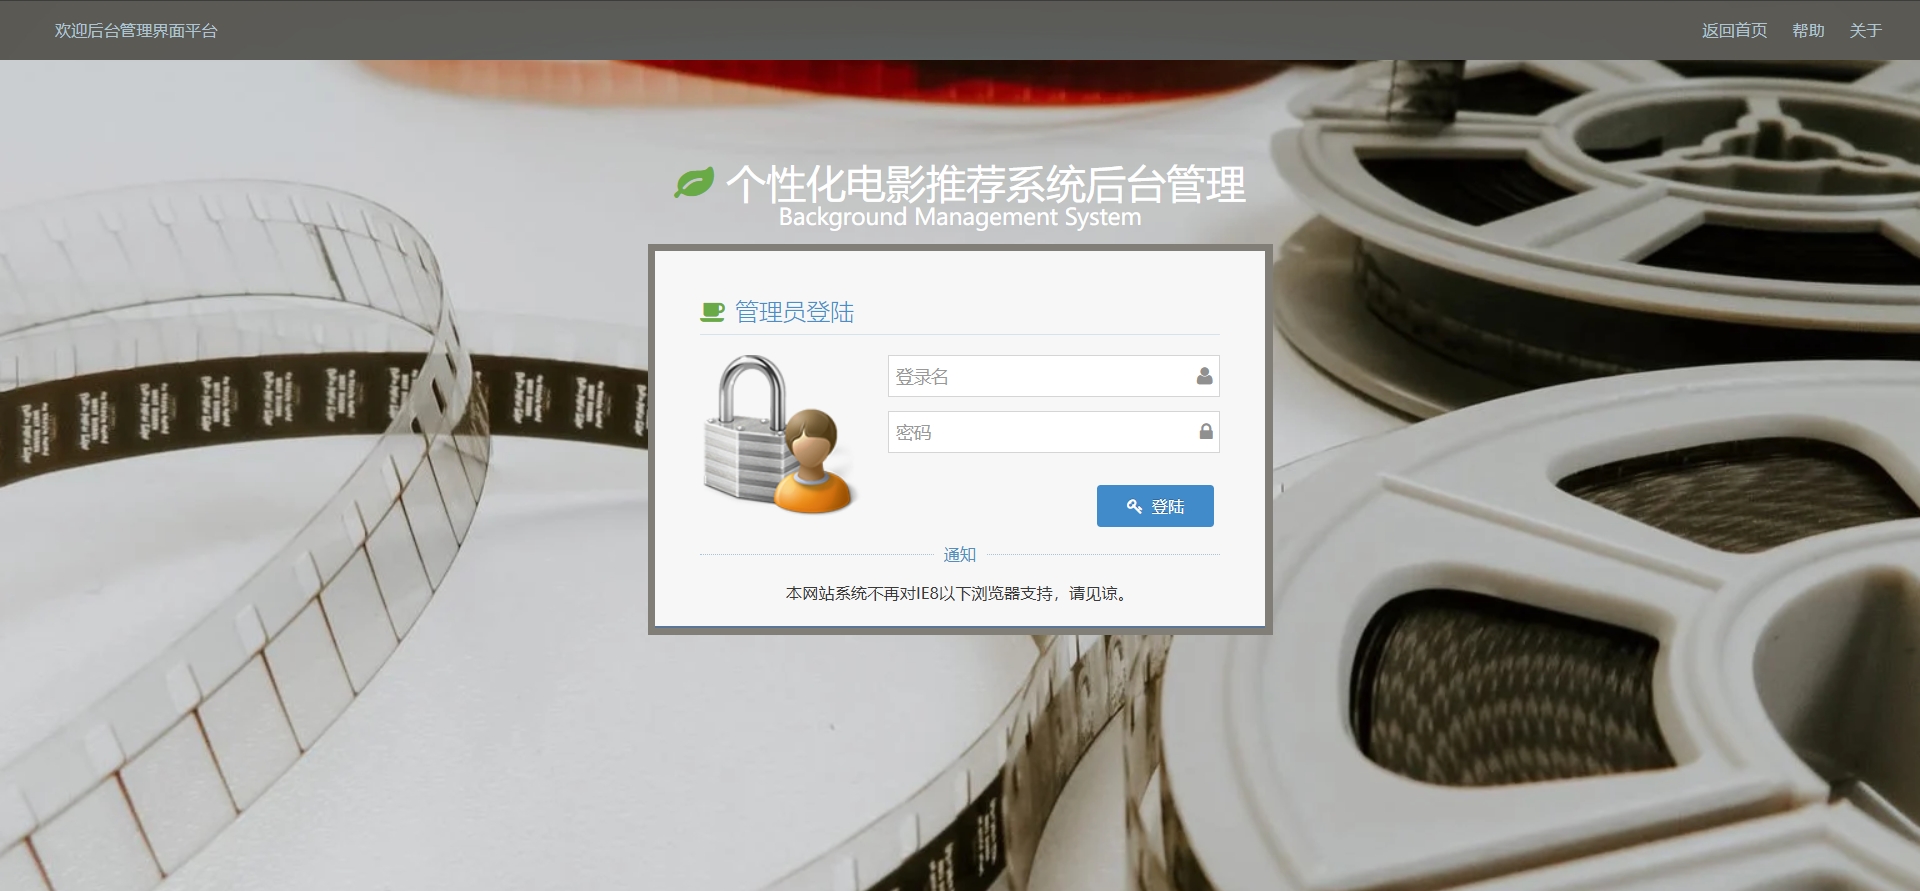 欢迎后台管理界面平台
返回首页 帮助 关于
个性化电影推荐系统后台管理
Background Management System
管理员登陆
登录名
密码
登陆
通知
本网站系统不再对IE8以下浏览器支持，请见谅。